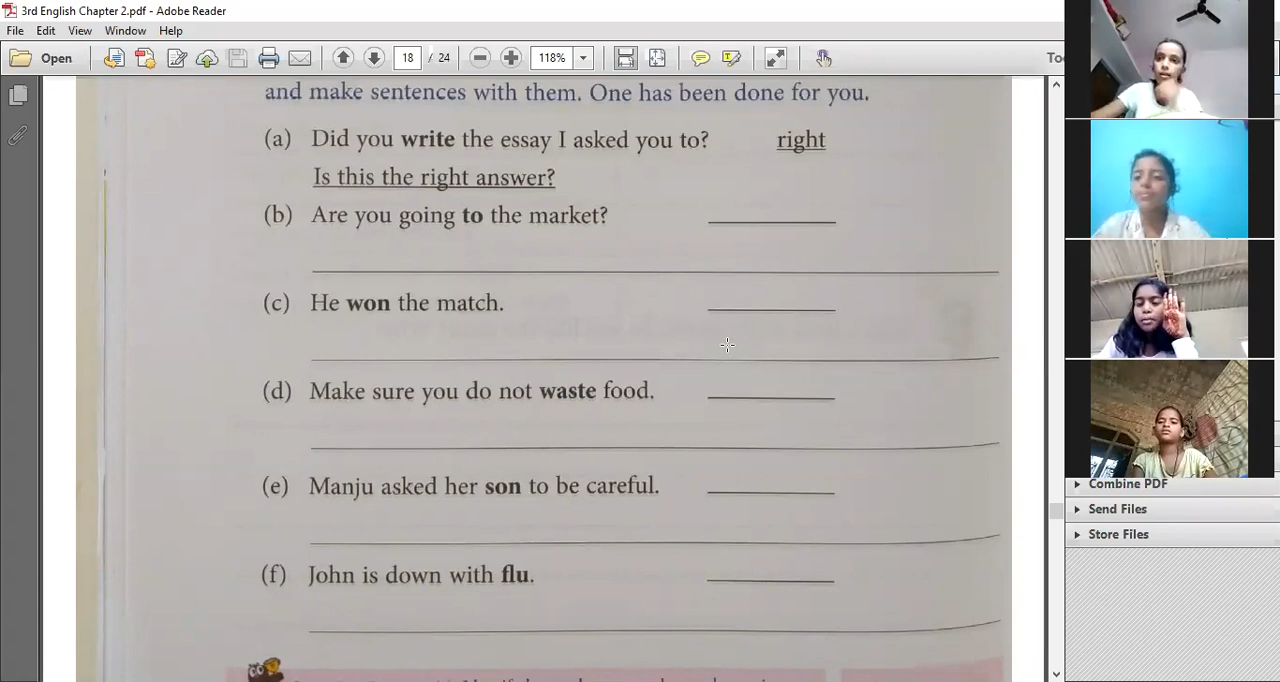 3rd English Chapter 2.pdf - Adobe Reader
File Edit View Window Help
Open 18 / 24 118%
and make sentences with them. One has been done for you.
(a) Did you write the essay I asked you to? right
Is this the right answer?
(b) Are you going to the market?
(c) He won the match.
(d) Make sure you do not waste food.
(e) Manju asked her son to be careful.
(f) John is down with flu.
Combine PDF
Send Files
Store Files